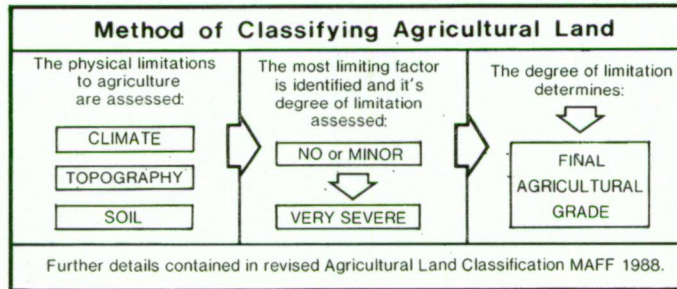 Method of Classifying Agricultural Land
The physical limitations
to agriculture
are assessed:
CLIMATE
TOPOGRAPHY
SOIL
The most limiting factor
is identified and it's
degree of limitation
assessed:
NO or MINOR
VERY SEVERE
The degree of limitation
determines:
FINAL
AGRICULTURAL
GRADE
Further details contained in revised Agricultural Land Classification MAFF 1988.